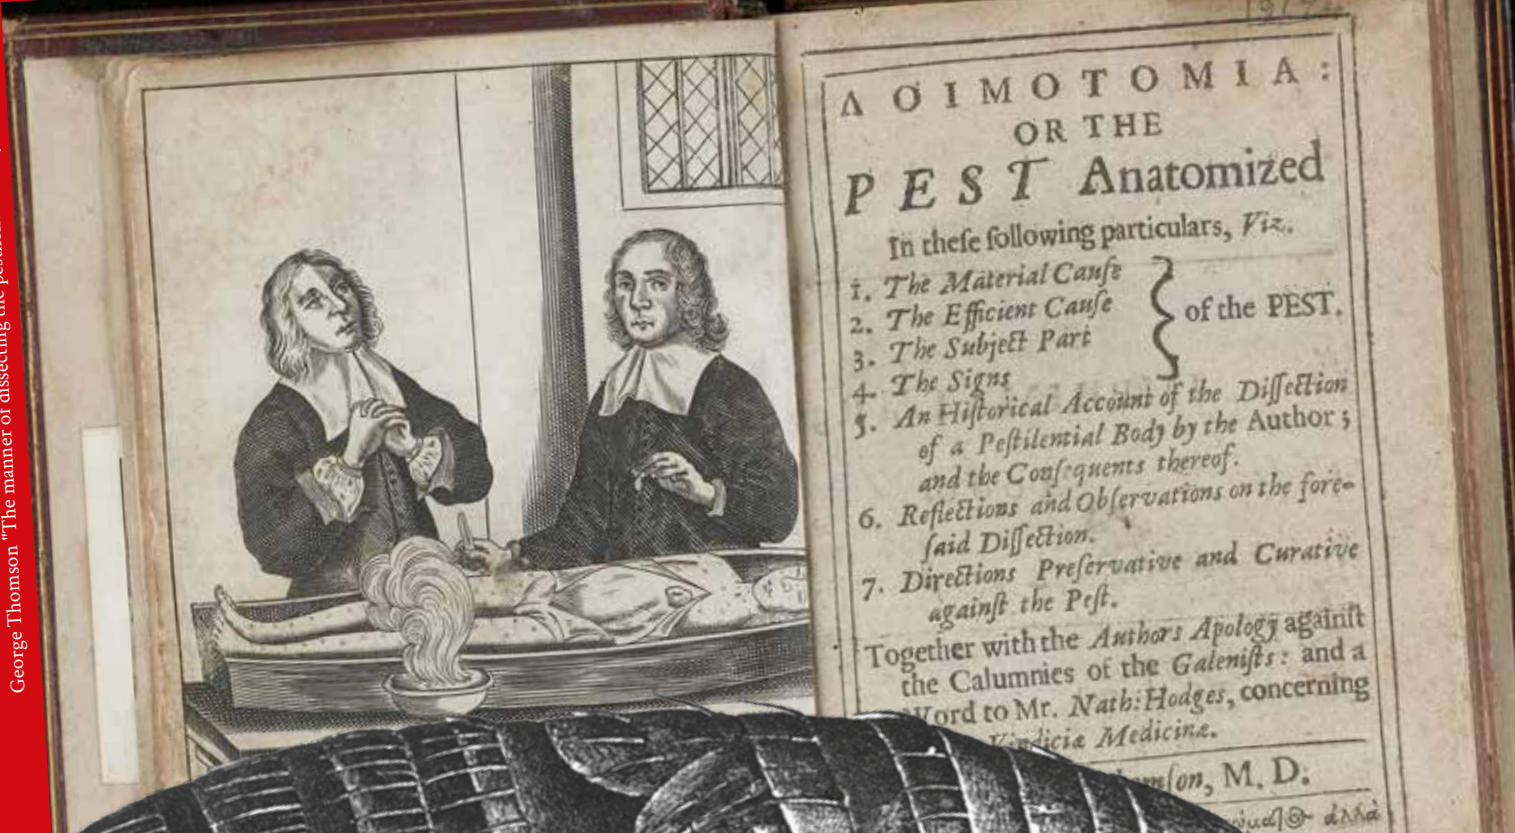 George Thomson "The manner of dissecting the
ΛΟΙΜΟΤΟΜΙΑ:
OR THE
PEST Anatomized
In theſe following particulars, Viz.
1. The Material Cauſe
2. The Efficient Cauſe
3. The Subject Part
4. The Signs
of the PEST.
5. An Hiſtorical Account of the Diſſection
of a Peſtilential Body by the Author;
and the Conſequents thereof.
6. Reflections and Obſervations on the fore-
ſaid Diſſection.
7. Directions Preſervative and Curative
againſt the Peſt.
Together with the Authors Apology againſt
the Calumnies of the Galeniſts: and a
Word to Mr. Nath: Hodges, concerning
Vindiciæ Medicinæ.
M. D.
ἀλλὰ